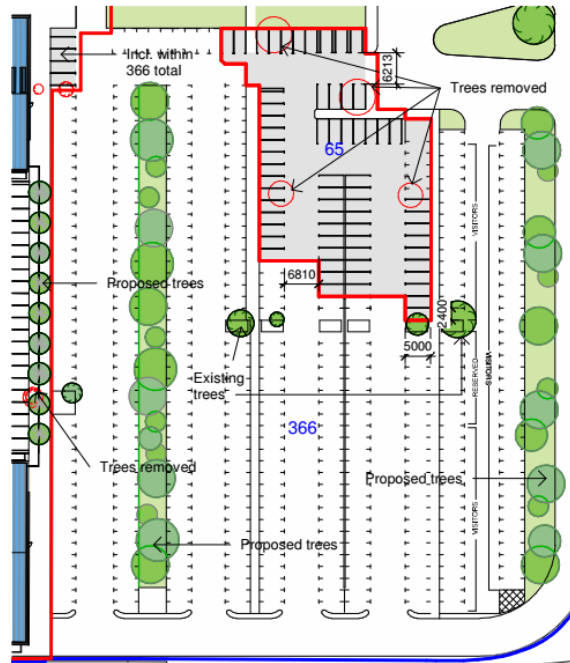 Incl. within
366 total
6213
Trees removed
65
VISITORS
Proposed trees
6810
2400
5000
Existing
trees
RESERVED
VISITORS
366
Trees removed
Proposed trees
VISITORS
Proposed trees